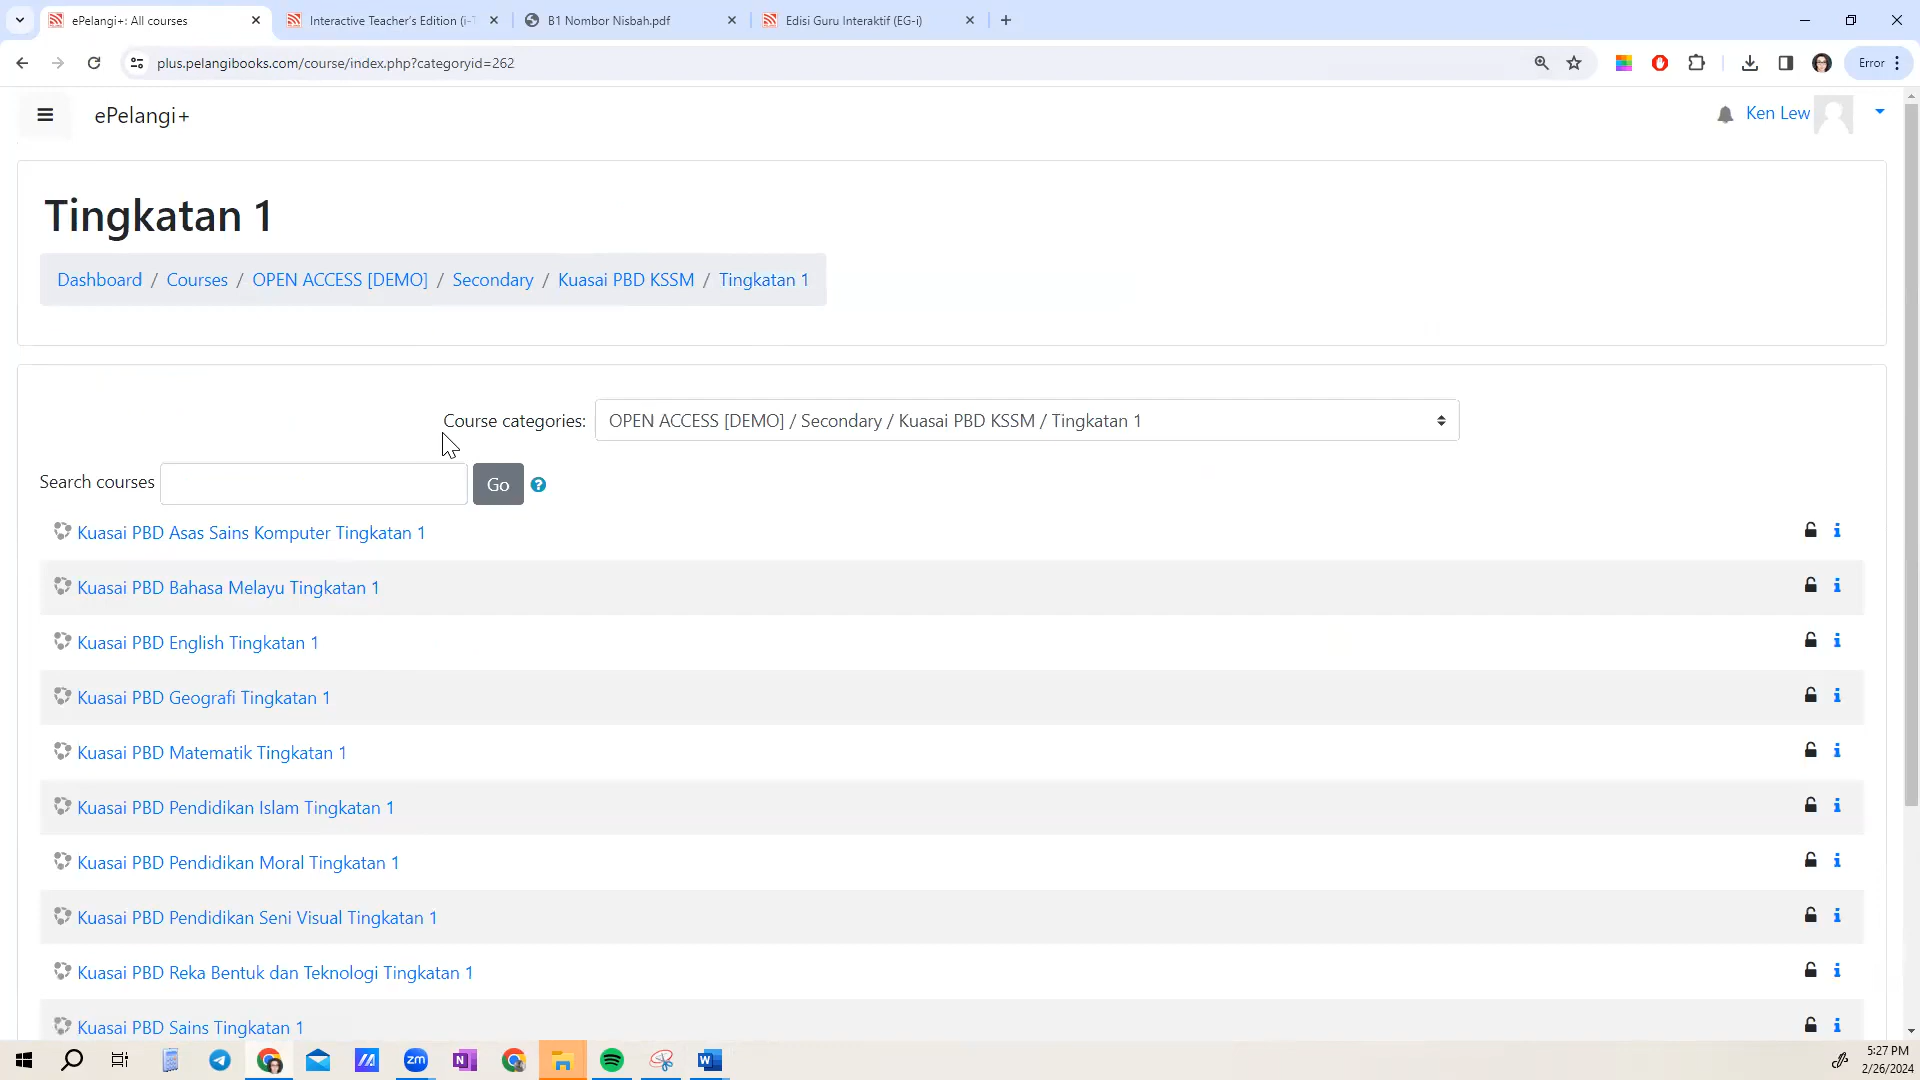 ePelangi+: All courses
Interactive Teacher's Edition (i-T
B1 Nombor Nisbah.pdf
Edisi Guru Interaktif (EG-i)
plus.pelangibooks.com/course/index.php?categoryid=262
Error
ePelangi+
Ken Lew
Tingkatan 1
Dashboard / Courses / OPEN ACCESS [DEMO] / Secondary / Kuasai PBD KSSM / Tingkatan 1
Course categories: OPEN ACCESS [DEMO] / Secondary / Kuasai PBD KSSM / Tingkatan 1
Search courses Go
Kuasai PBD Asas Sains Komputer Tingkatan 1
Kuasai PBD Bahasa Melayu Tingkatan 1
Kuasai PBD English Tingkatan 1
Kuasai PBD Geografi Tingkatan 1
Kuasai PBD Matematik Tingkatan 1
Kuasai PBD Pendidikan Islam Tingkatan 1
Kuasai PBD Pendidikan Moral Tingkatan 1
Kuasai PBD Pendidikan Seni Visual Tingkatan 1
Kuasai PBD Reka Bentuk dan Teknologi Tingkatan 1
Kuasai PBD Sains Tingkatan 1
zm
N
W
5:27 PM
2/26/2024